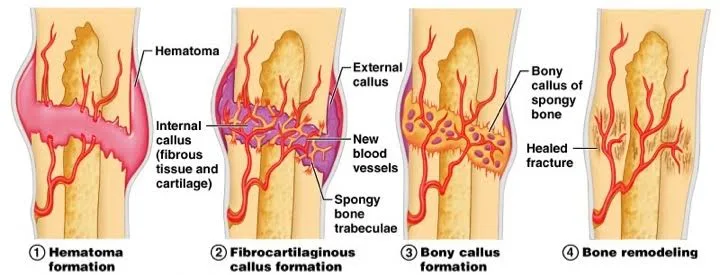 Hematoma
Internal
callus
(fibrous
tissue and
cartilage)
External
callus
New
blood
vessels
Spongy
bone
trabeculae
Bony
callus of
spongy
bone
Healed
fracture
① Hematoma
formation
② Fibrocartilaginous
callus formation
③ Bony callus
formation
④ Bone remodeling